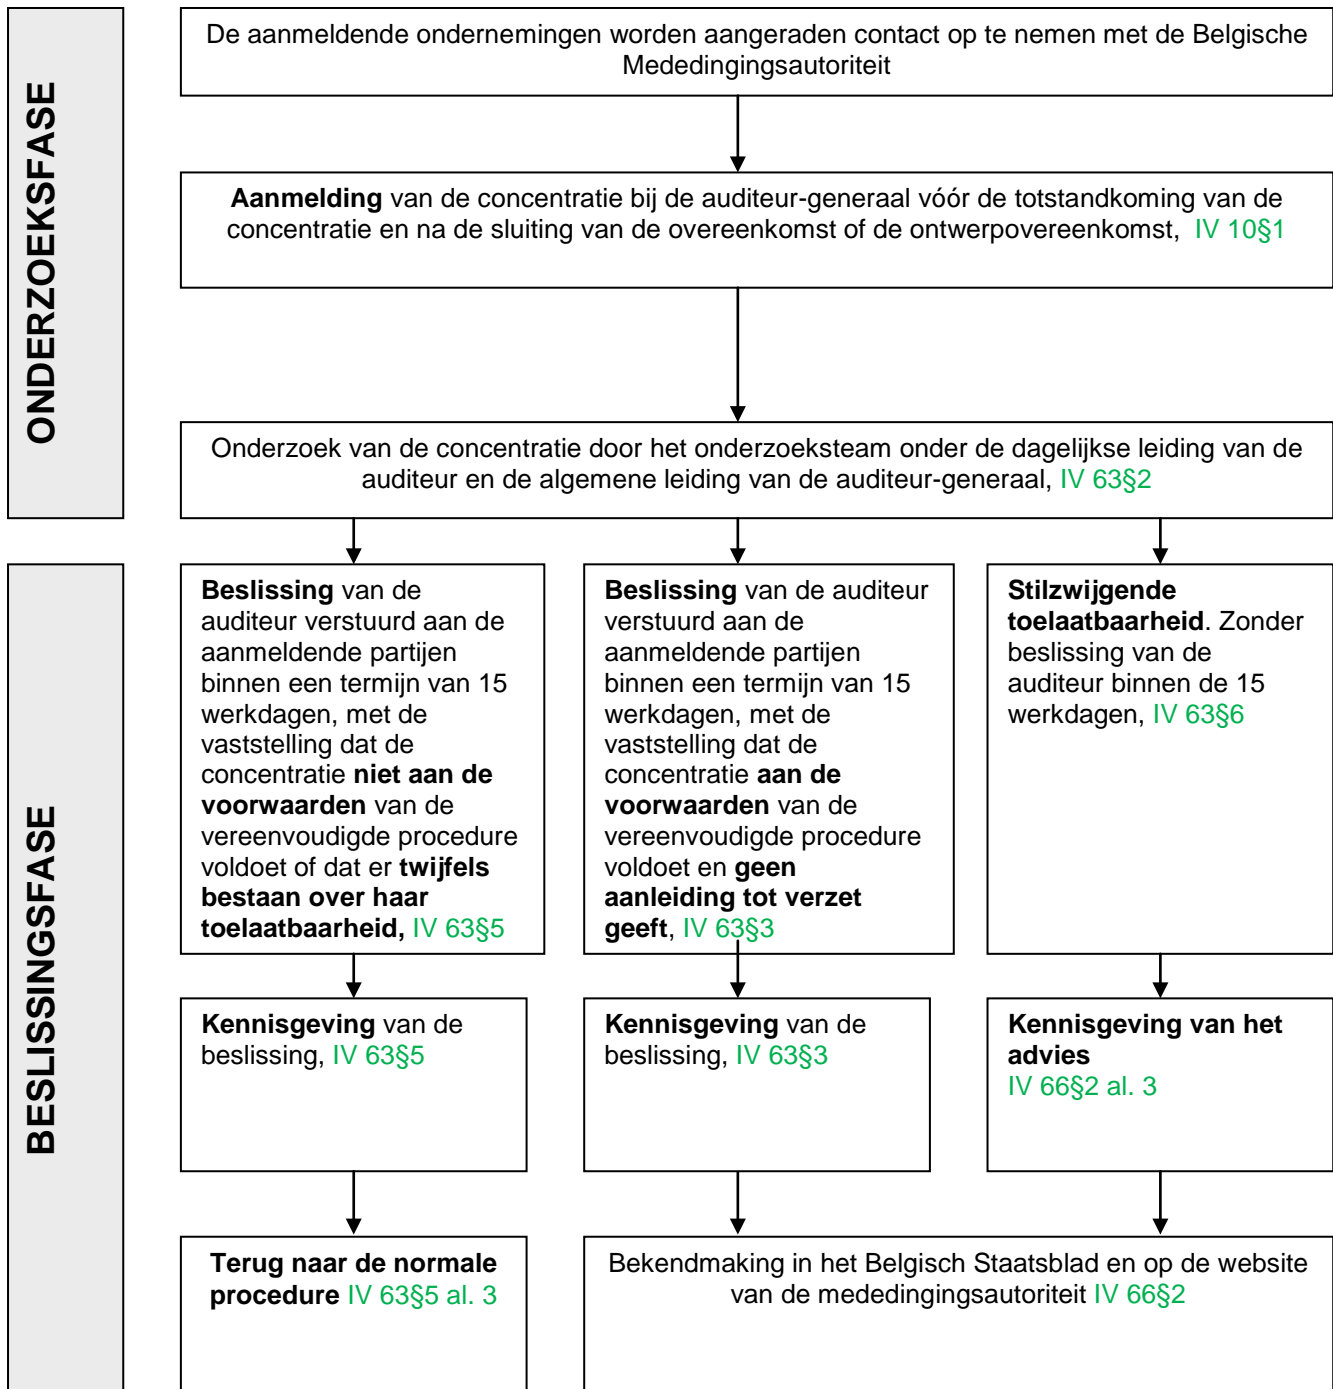 ONDERZOEKSFASE
De aanmeldende ondernemingen worden aangeraden contact op te nemen met de Belgische
Mededingingsautoriteit
Aanmelding van de concentratie bij de auditeur-generaal vóór de totstandkoming van de
concentratie en na de sluiting van de overeenkomst of de ontwerpovereenkomst, IV 10§1
Onderzoek van de concentratie door het onderzoeksteam onder de dagelijkse leiding van de
auditeur en de algemene leiding van de auditeur-generaal, IV 63§2
BESLISSINGSFASE
Beslissing van de
auditeur verstuurd aan de
aanmeldende partijen
binnen een termijn van 15
werkdagen, met de
vaststelling dat de
concentratie niet aan de
voorwaarden van de
vereenvoudigde procedure
voldoet of dat er twijfels
bestaan over haar
toelaatbaarheid, IV 63§5
Beslissing van de auditeur
verstuurd aan de
aanmeldende partijen
binnen een termijn van 15
werkdagen, met de
vaststelling dat de
concentratie aan de
voorwaarden van de
vereenvoudigde procedure
voldoet en geen
aanleiding tot verzet
geeft, IV 63§3
Stilzwijgende
toelaatbaarheid. Zonder
beslissing van de
auditeur binnen de 15
werkdagen, IV 63§6
Kennisgeving van de
beslissing, IV 63§5
Kennisgeving van de
beslissing, IV 63§3
Kennisgeving van het
advies
IV 66§2 al. 3
Terug naar de normale
procedure IV 63§5 al. 3
Bekendmaking in het Belgisch Staatsblad en op de website
van de mededingingsautoriteit IV 66§2